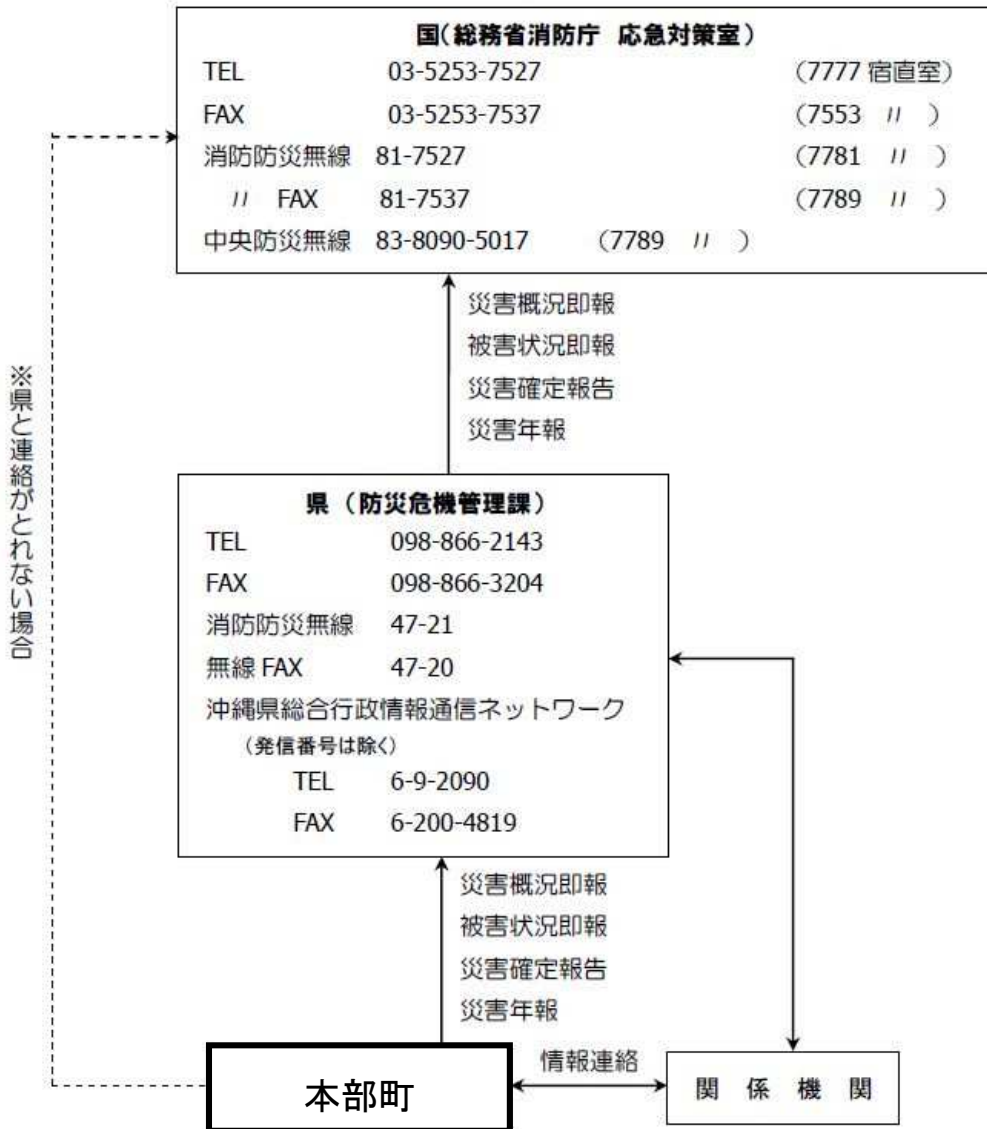 国(総務省消防庁 応急対策室)
TEL 03-5253-7527 (7777 宿直室)
FAX 03-5253-7537 (7553 〃 )
消防防災無線 81-7527 (7781 〃 )
〃 FAX 81-7537 (7789 〃 )
中央防災無線 83-8090-5017 (7789 〃 )
災害概況即報
被害状況即報
災害確定報告
災害年報
※県と連絡がとれない場合
県(防災危機管理課)
TEL 098-866-2143
FAX 098-866-3204
消防防災無線 47-21
無線 FAX 47-20
沖縄県総合行政情報通信ネットワーク
(発信番号は除く)
TEL 6-9-2090
FAX 6-200-4819
災害概況即報
被害状況即報
災害確定報告
災害年報
本部町
情報連絡
関 係 機 関